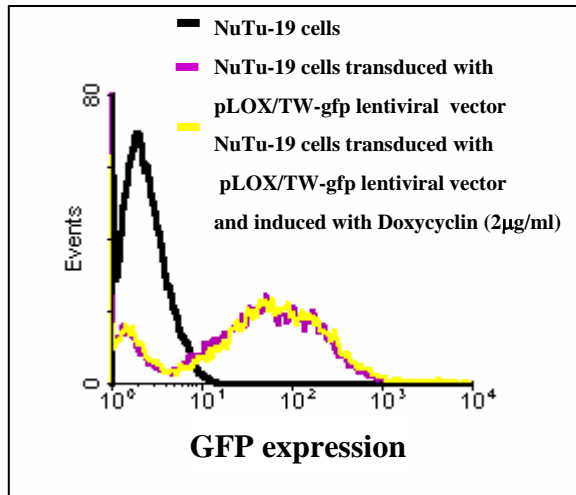 NuTu-19 cells
NuTu-19 cells transduced with
pLOX/TW-gfp lentiviral vector
NuTu-19 cells transduced with
pLOX/TW-gfp lentiviral vector
and induced with Doxycyclin (2µg/ml)
80
Events
0
10⁰ 10¹ 10² 10³ 10⁴
GFP expression